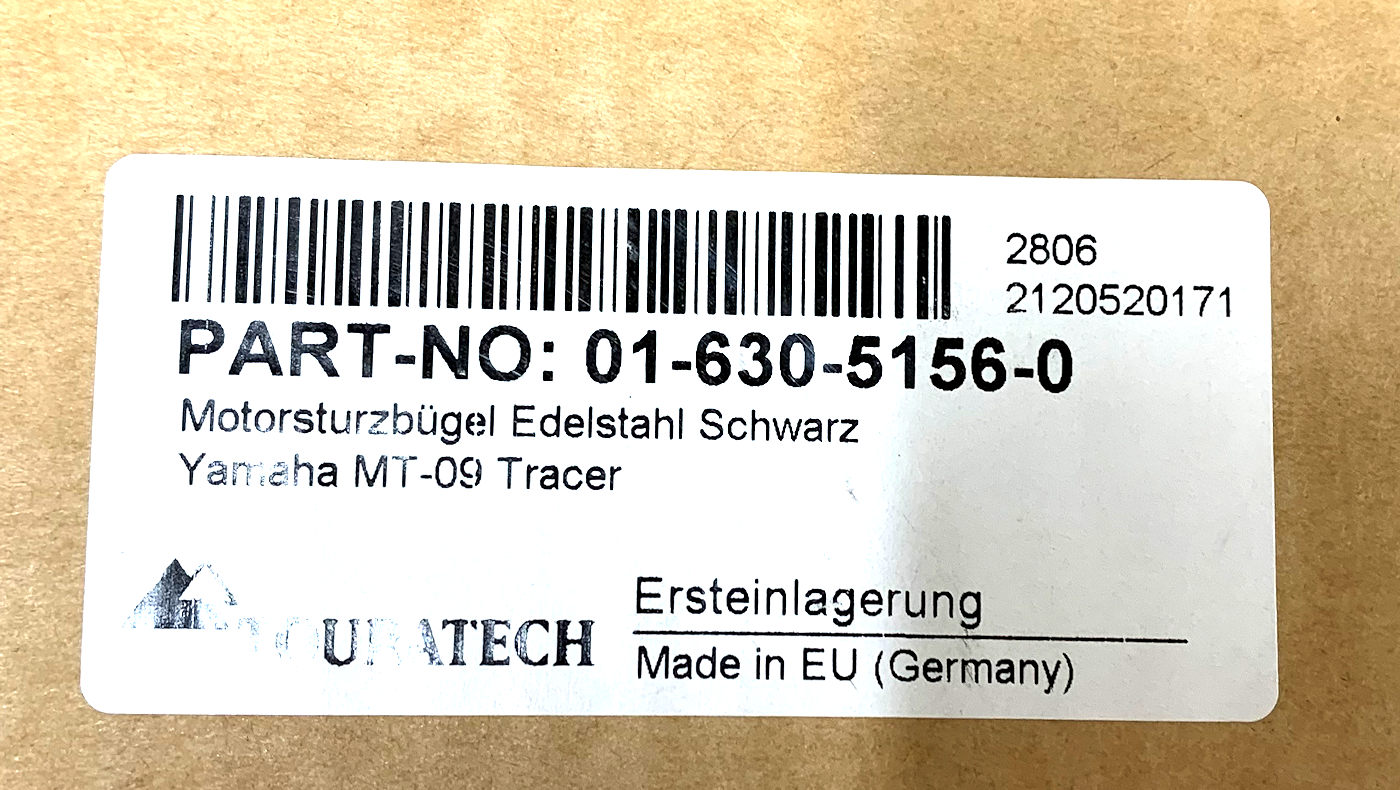 2806
2120520171
PART-NO: 01-630-5156-0
Motorsturzbügel Edelstahl Schwarz
Yamaha MT-09 Tracer
TOURATECH
Ersteinlagerung
Made in EU (Germany)